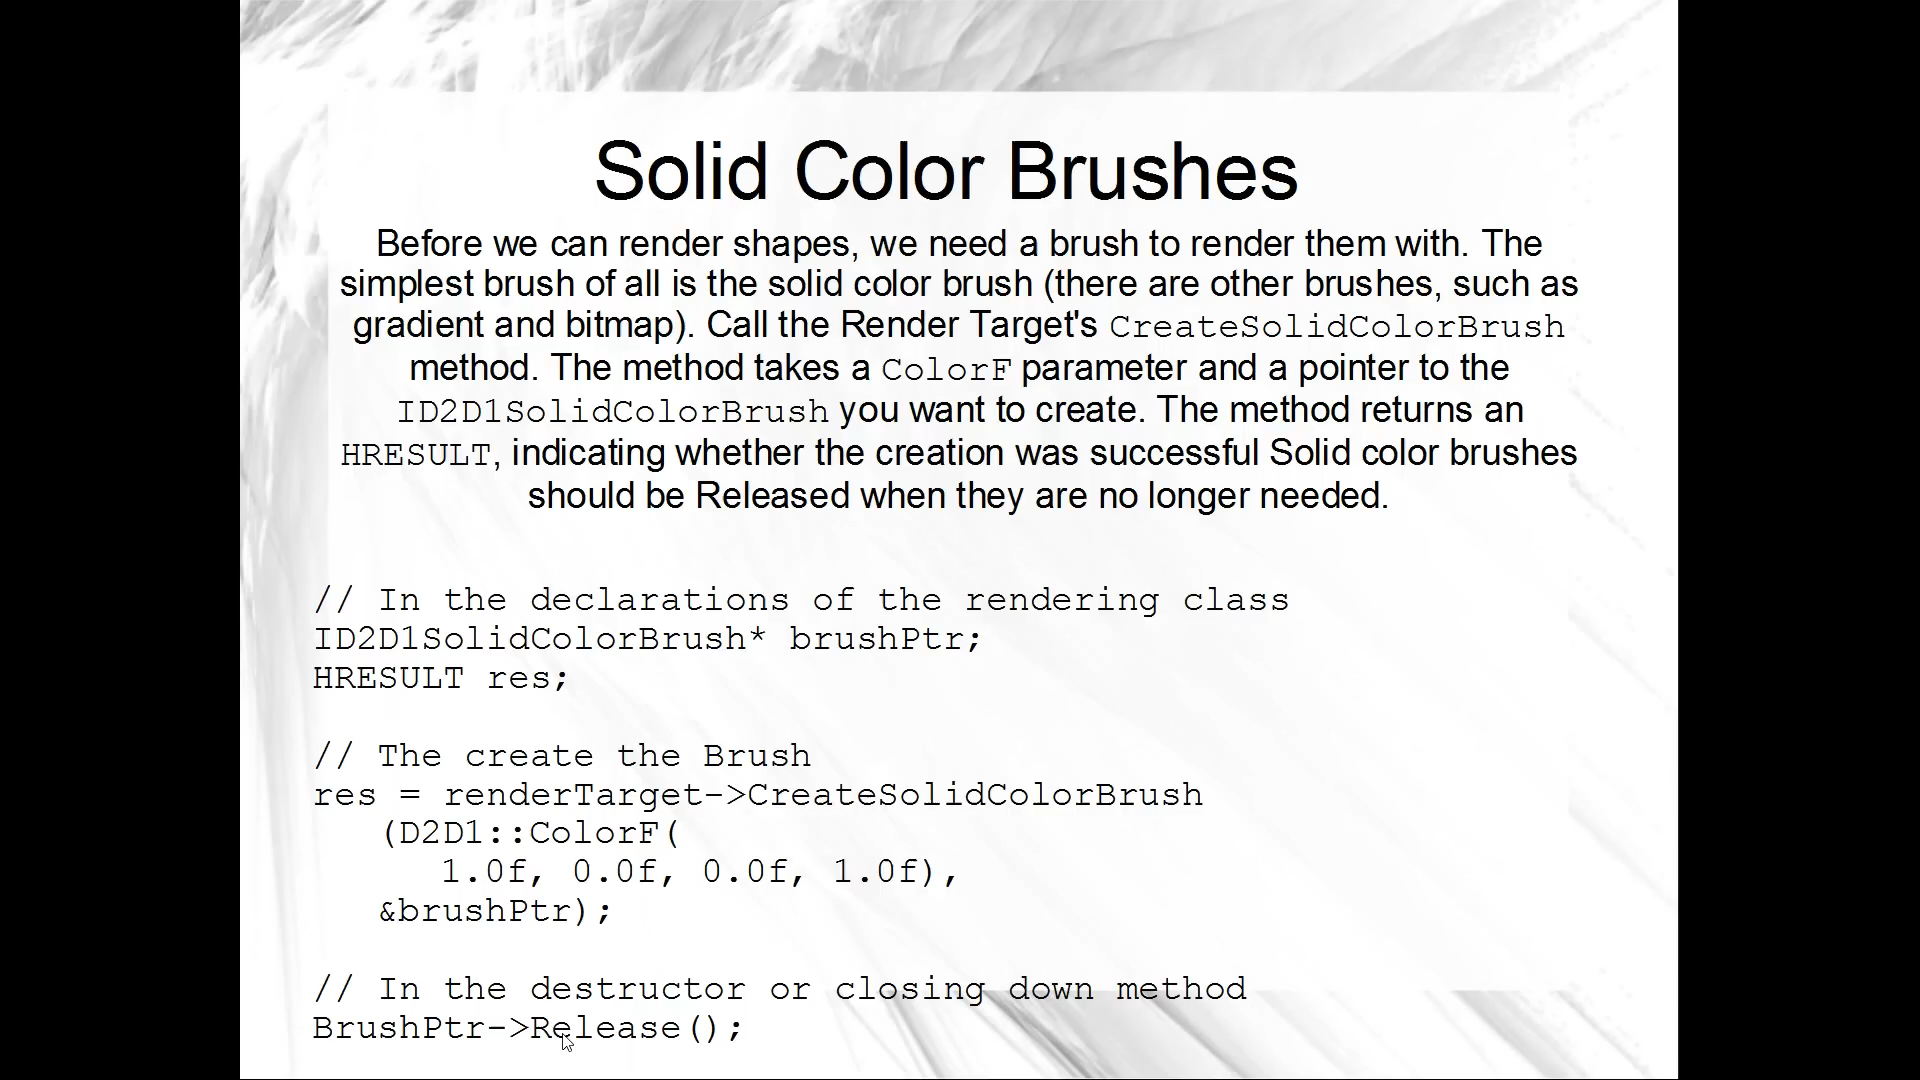 Solid Color Brushes
Before we can render shapes, we need a brush to render them with. The
simplest brush of all is the solid color brush (there are other brushes, such as
gradient and bitmap). Call the Render Target's CreateSolidColorBrush
method. The method takes a ColorF parameter and a pointer to the
ID2D1SolidColorBrush you want to create. The method returns an
HRESULT, indicating whether the creation was successful Solid color brushes
should be Released when they are no longer needed.
// In the declarations of the rendering class
ID2D1SolidColorBrush* brushPtr;
HRESULT res;
// The create the Brush
res = renderTarget->CreateSolidColorBrush
(D2D1::ColorF(
1.0f, 0.0f, 0.0f, 1.0f),
&brushPtr);
// In the destructor or closing down method
BrushPtr->Release();